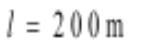 l = 200m